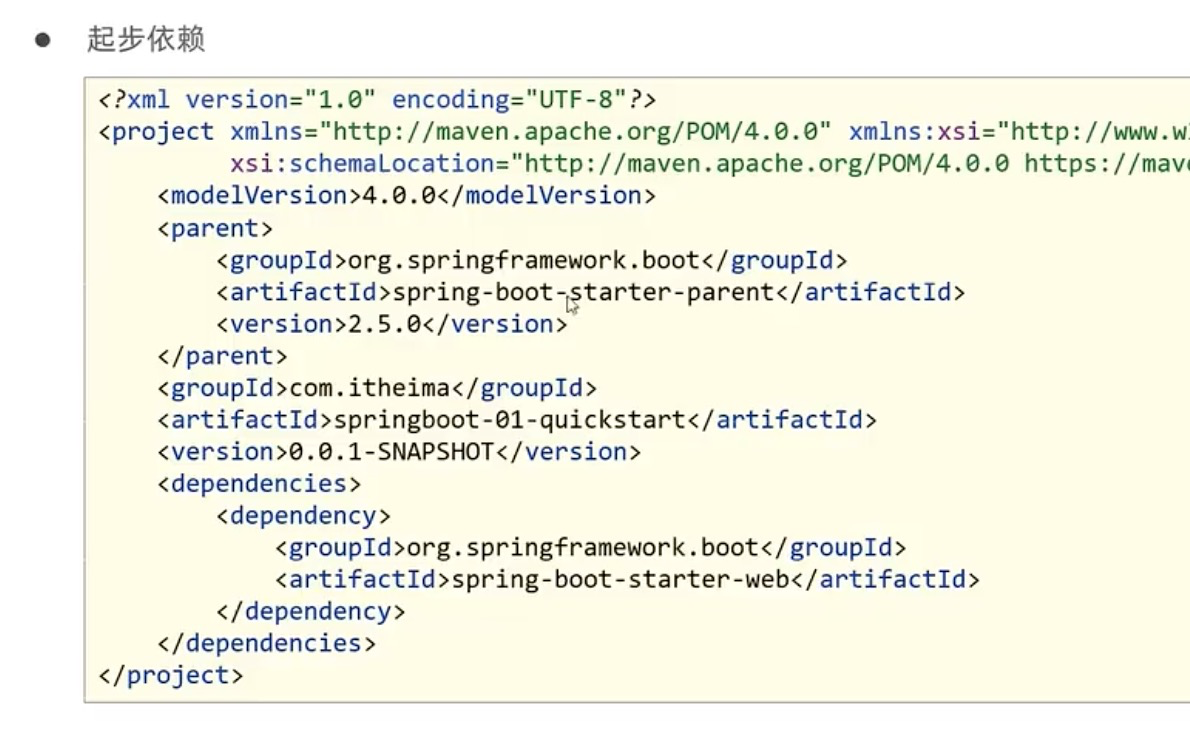 ● 起步依赖
<?xml version="1.0" encoding="UTF-8"?>
<project xmlns="http://maven.apache.org/POM/4.0.0" xmlns:xsi="http://www.w
xsi:schemaLocation="http://maven.apache.org/POM/4.0.0 https://mav
<modelVersion>4.0.0</modelVersion>
<parent>
<groupId>org.springframework.boot</groupId>
<artifactId>spring-boot-starter-parent</artifactId>
<version>2.5.0</version>
</parent>
<groupId>com.itheima</groupId>
<artifactId>springboot-01-quickstart</artifactId>
<version>0.0.1-SNAPSHOT</version>
<dependencies>
<dependency>
<groupId>org.springframework.boot</groupId>
<artifactId>spring-boot-starter-web</artifactId>
</dependency>
</dependencies>
</project>